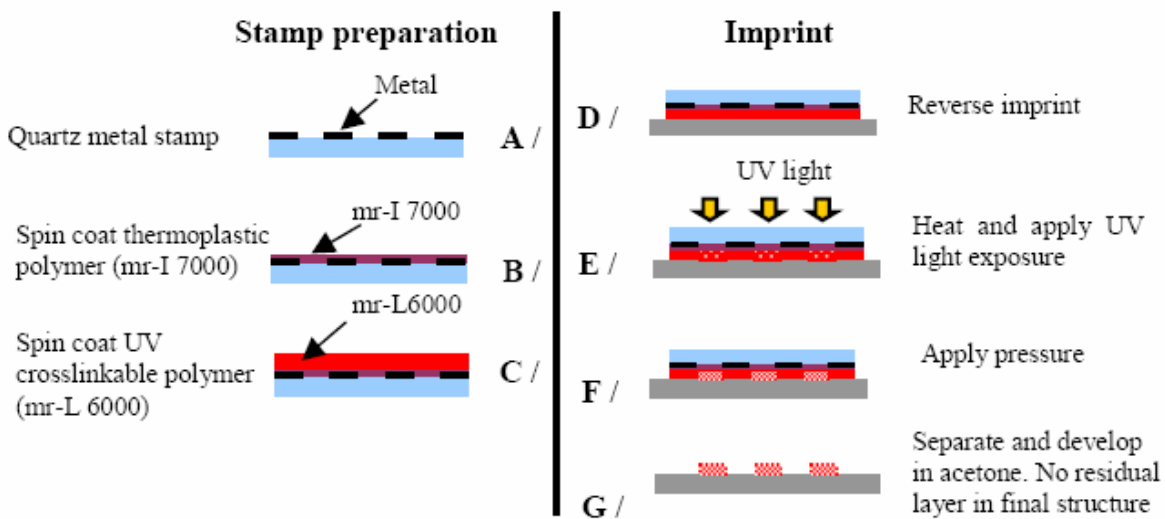 Stamp preparation
Metal
Quartz metal stamp
A /
mr-I 7000
Spin coat thermoplastic
polymer (mr-I 7000)
B /
mr-L6000
Spin coat UV
crosslinkable polymer
(mr-L 6000)
C /
Imprint
D /
Reverse imprint
UV light
E /
Heat and apply UV
light exposure
F /
Apply pressure
G /
Separate and develop
in acetone. No residual
layer in final structure